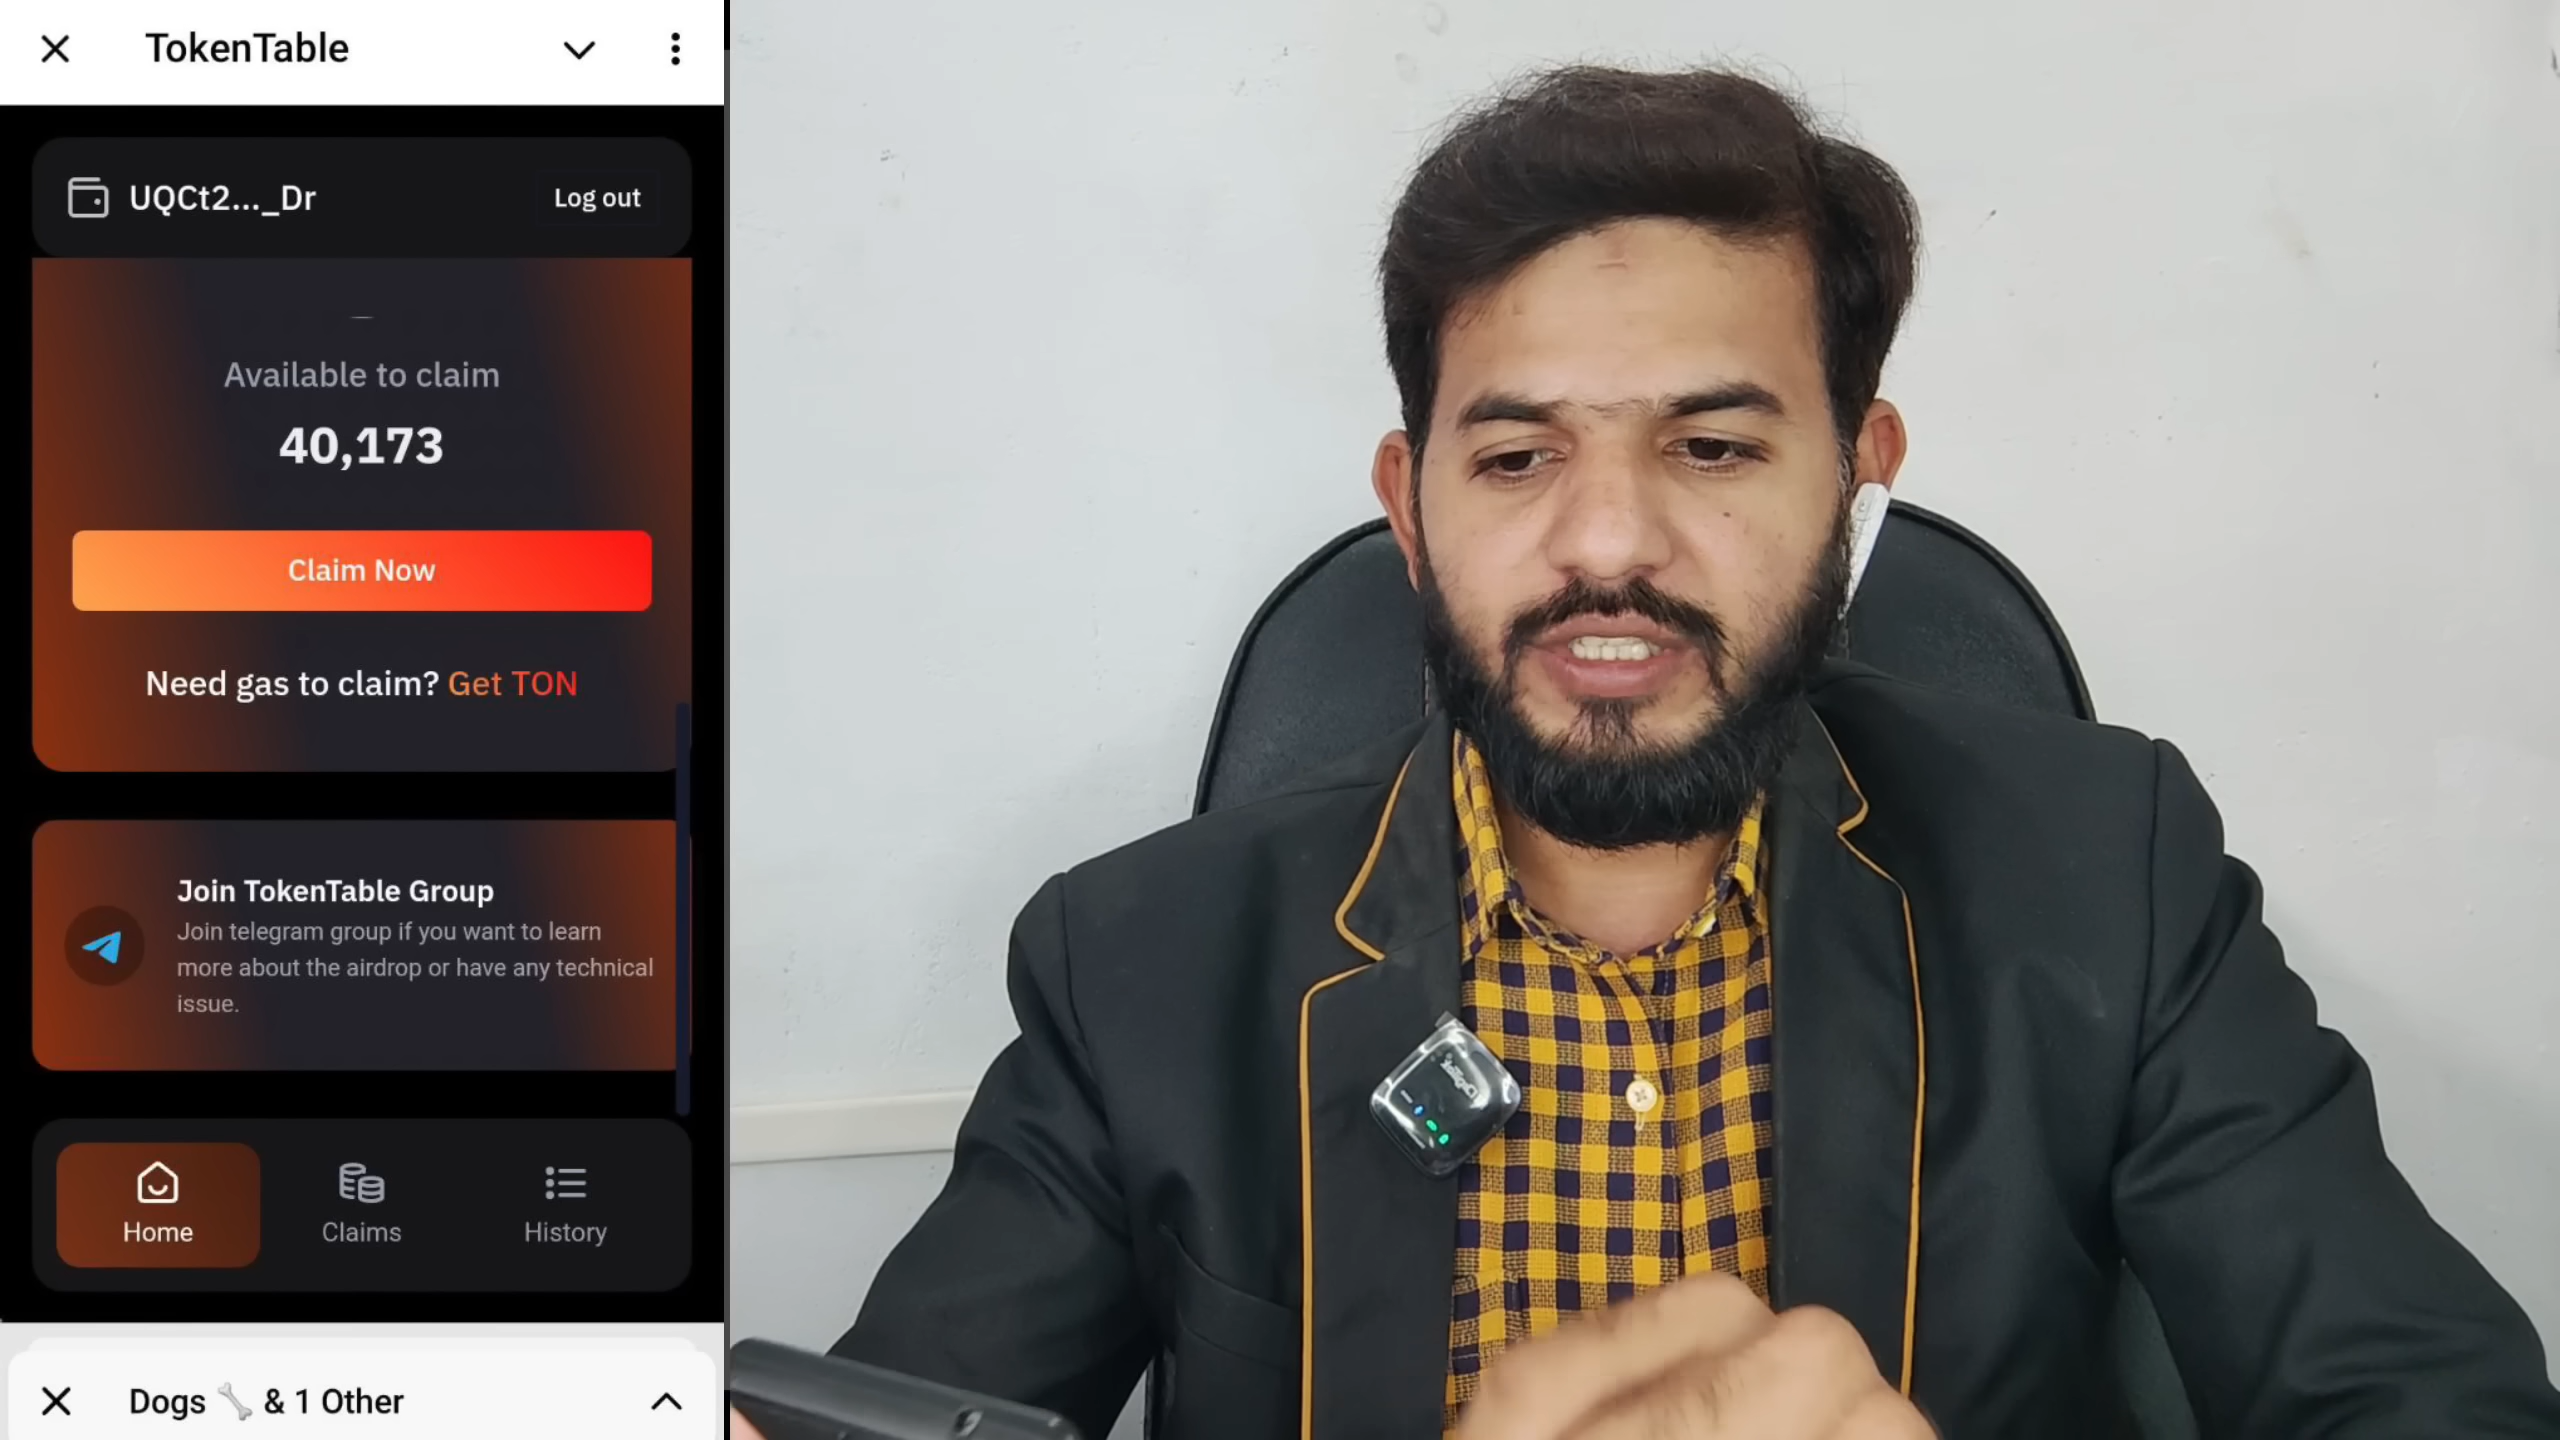 TokenTable
UQCt2..._Dr
Log out
Available to claim
40,173
Claim Now
Need gas to claim? Get TON
Join TokenTable Group
Join telegram group if you want to learn
more about the airdrop or have any technical
issue.
Home
Claims
History
Dogs 🦴 & 1 Other